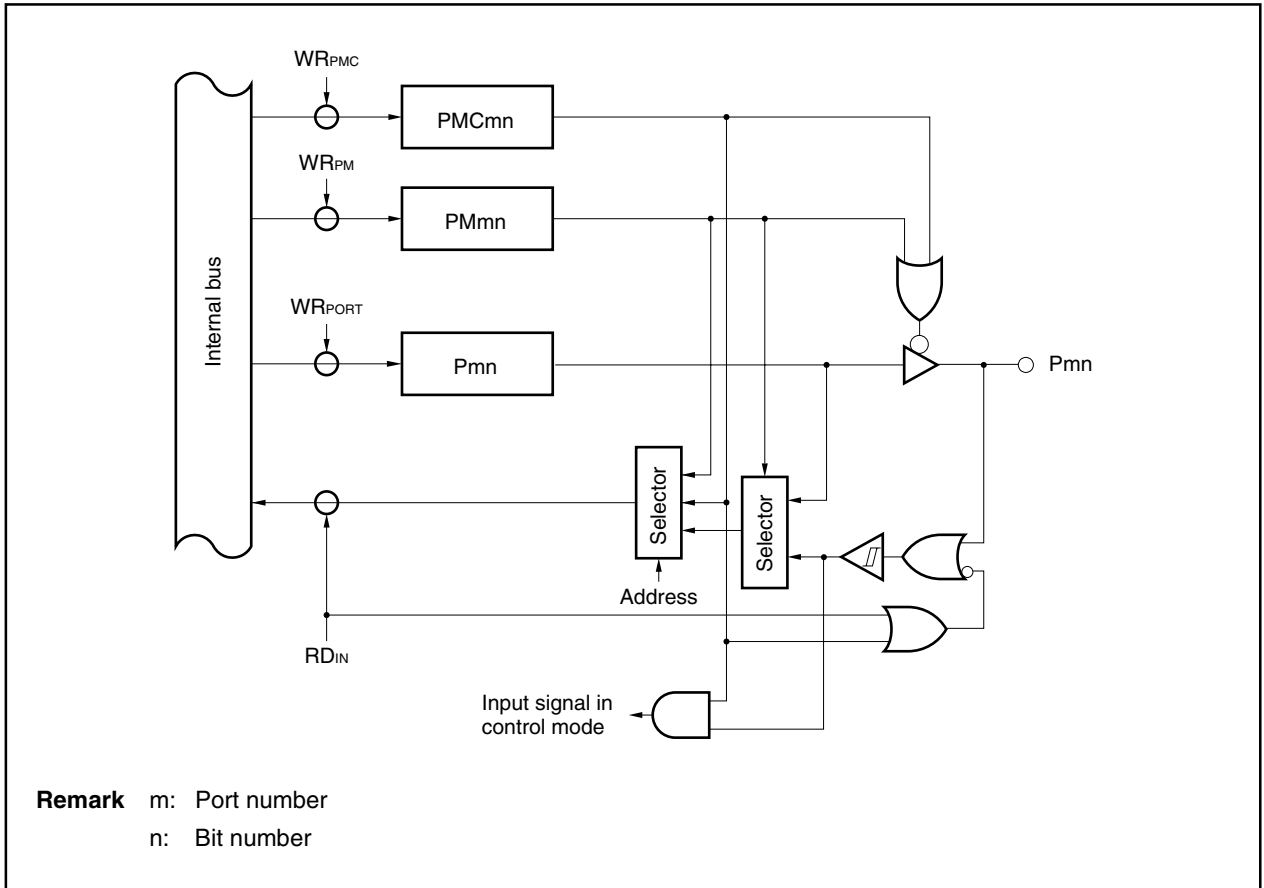 WRPMC
PMCmn
WRPM
PMmn
Internal bus
WRPORT
Pmn
Pmn
Selector
Selector
Address
RDIN
Input signal in
control mode
Remark m: Port number
n: Bit number